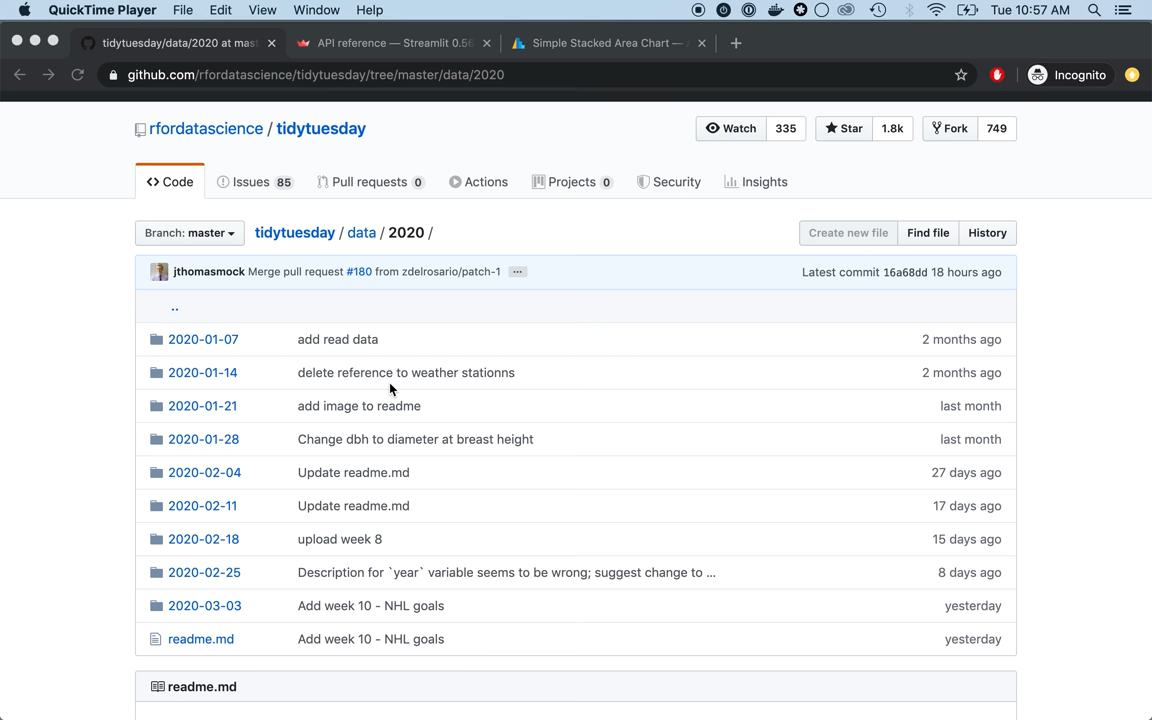 QuickTime Player File Edit View Window Help Tue 10:57 AM
tidytuesday/data/2020 at mas API reference — Streamlit 0.56 Simple Stacked Area Chart —
github.com/rfordatascience/tidytuesday/tree/master/data/2020 Incognito
rfordatascience / tidytuesday Watch 335 Star 1.8k Fork 749
Code Issues 85 Pull requests 0 Actions Projects 0 Security Insights
Branch: master tidytuesday / data / 2020 / Create new file Find file History
jthomasmock Merge pull request #180 from zdelrosario/patch-1 ... Latest commit 16a68dd 18 hours ago
..
2020-01-07 add read data 2 months ago
2020-01-14 delete reference to weather stationns 2 months ago
2020-01-21 add image to readme last month
2020-01-28 Change dbh to diameter at breast height last month
2020-02-04 Update readme.md 27 days ago
2020-02-11 Update readme.md 17 days ago
2020-02-18 upload week 8 15 days ago
2020-02-25 Description for `year` variable seems to be wrong; suggest change to ... 8 days ago
2020-03-03 Add week 10 - NHL goals yesterday
readme.md Add week 10 - NHL goals yesterday
readme.md